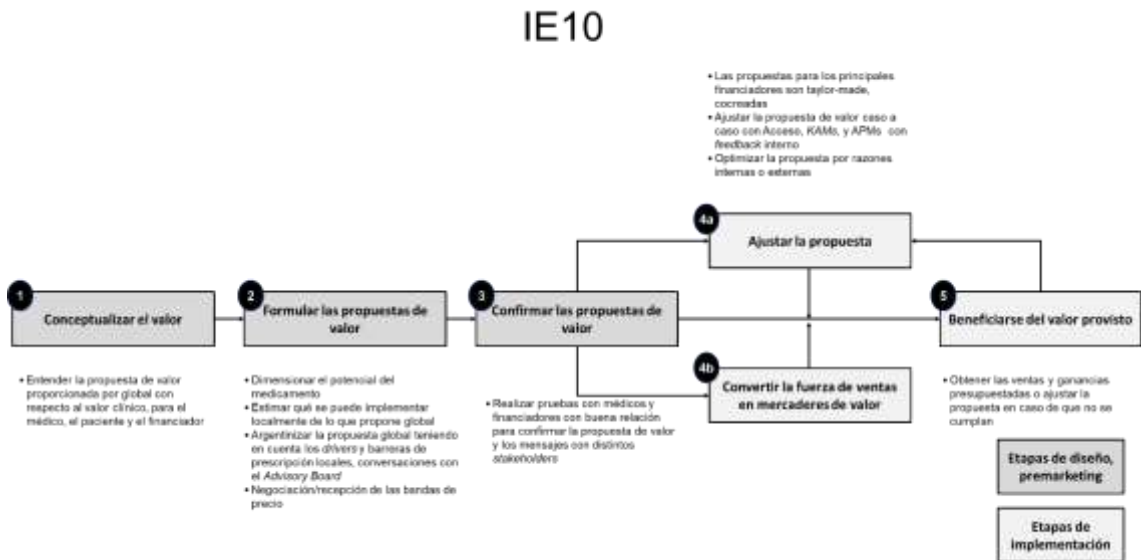 IE10
• Las propuestas para los principales
financiadores son taylor-made,
cocreadas
• Ajustar la propuesta de valor caso a
caso con Acceso, KAMs, y APMs con
feedback interno
• Optimizar la propuesta por razones
internas o externas
4a
Ajustar la propuesta
1
Conceptualizar el valor
2
Formular las propuestas de
valor
3
Confirmar las propuestas de
valor
5
Beneficiarse del valor provisto
4b
Convertir la fuerza de ventas
en mercaderes de valor
• Entender la propuesta de valor
proporcionada por global con
respecto al valor clínico, para el
médico, el paciente y el financiador
• Dimensionar el potencial del
medicamento
• Estimar qué se puede implementar
localmente de lo que propone global
• Argentinizar la propuesta global teniendo
en cuenta los drivers y barreras de
prescripción locales, conversaciones con
el Advisory Board
• Negociación/recepción de las bandas de
precio
• Realizar pruebas con médicos y
financiadores con buena relación
para confirmar la propuesta de valor
y los mensajes con distintos
stakeholders
• Obtener las ventas y ganancias
presupuestadas o ajustar la
propuesta en caso de que no se
cumplan
Etapas de diseño,
premarketing
Etapas de
implementación